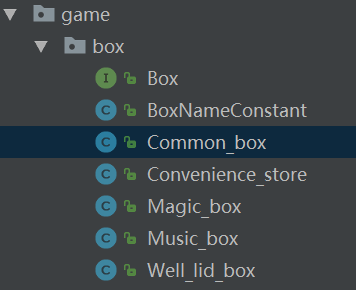 game
box
I Box
C BoxNameConstant
C Common_box
C Convenience_store
C Magic_box
C Music_box
C Well_lid_box